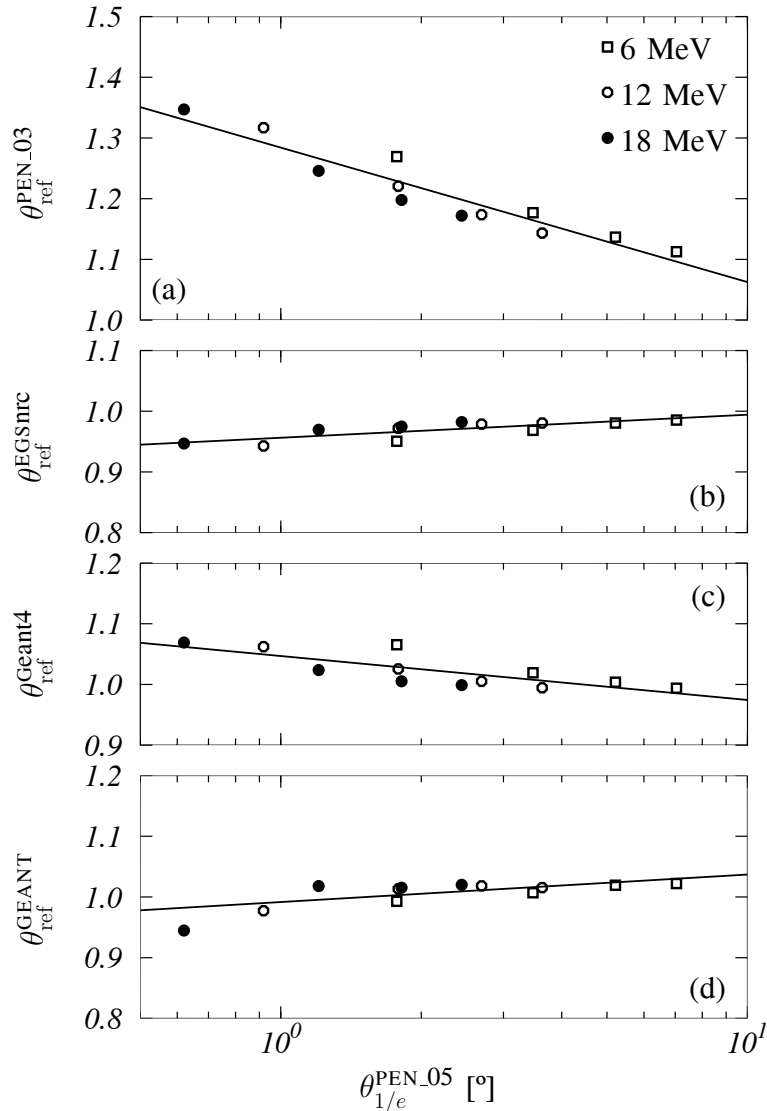 1.5
□ 6 MeV
1.4
○ 12 MeV
● 18 MeV
1.3
θ_ref^PEN_03
1.2
1.1
(a)
1.0
1.1
1.0
θ_ref^EGSnrc
0.9
(b)
0.8
1.2
(c)
1.1
θ_ref^Geant4
1.0
0.9
1.2
1.1
θ_ref^GEANT
1.0
0.9
(d)
0.8
10^0
10^1
θ_1/e^PEN_05 [º]